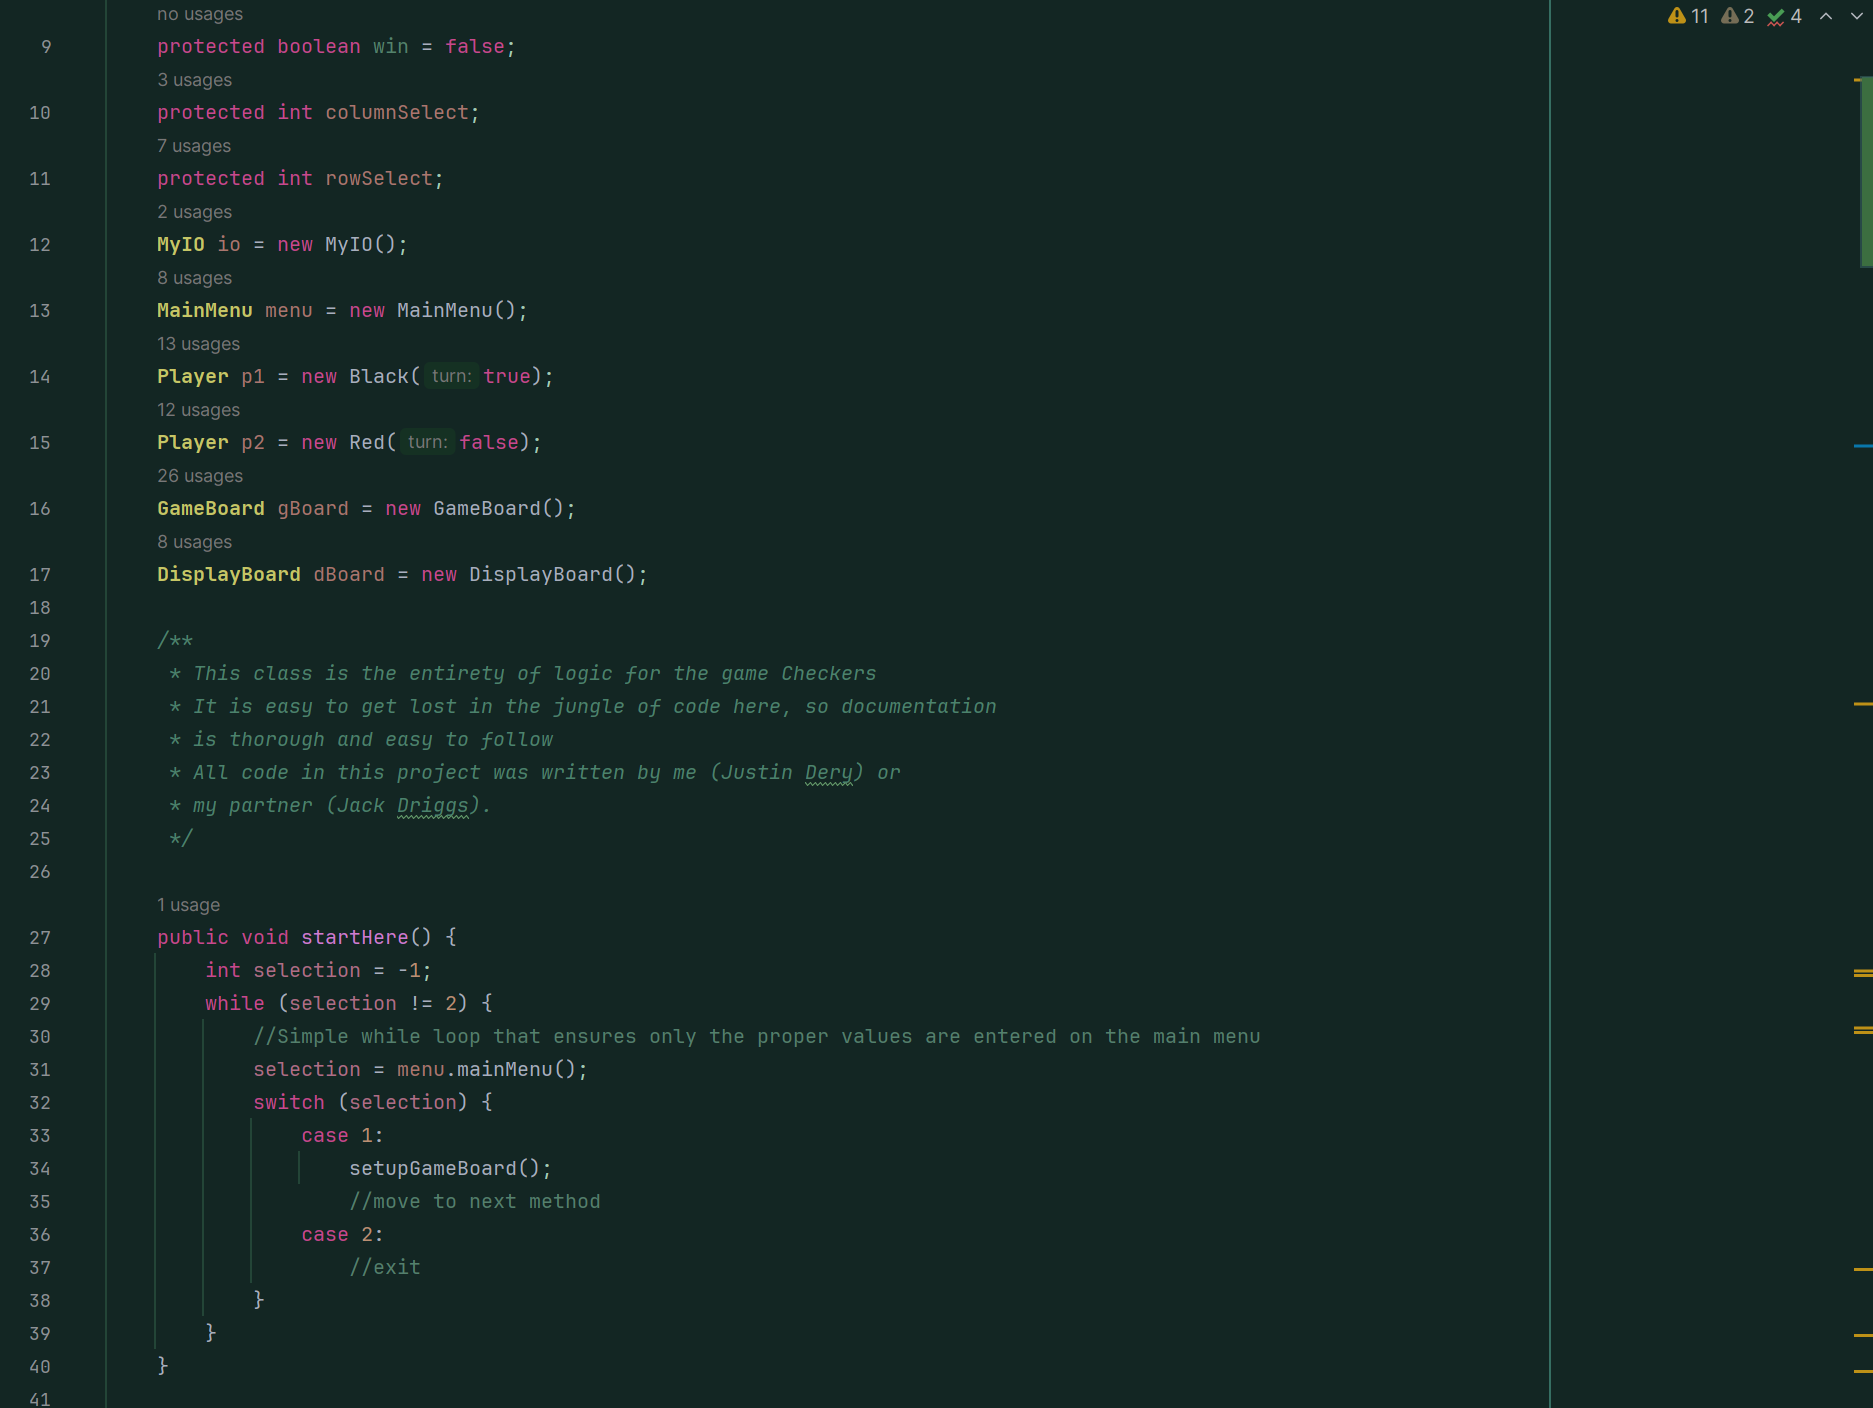 no usages
11 2 4
9 protected boolean win = false;
3 usages
10 protected int columnSelect;
7 usages
11 protected int rowSelect;
2 usages
12 MyIO io = new MyIO();
8 usages
13 MainMenu menu = new MainMenu();
13 usages
14 Player p1 = new Black( turn: true);
12 usages
15 Player p2 = new Red( turn: false);
26 usages
16 GameBoard gBoard = new GameBoard();
8 usages
17 DisplayBoard dBoard = new DisplayBoard();
18
19 /**
20 * This class is the entirety of logic for the game Checkers
21 * It is easy to get lost in the jungle of code here, so documentation
22 * is thorough and easy to follow
23 * All code in this project was written by me (Justin Dery) or
24 * my partner (Jack Driggs).
25 */
26
1 usage
27 public void startHere() {
28 int selection = -1;
29 while (selection != 2) {
30 //Simple while loop that ensures only the proper values are entered on the main menu
31 selection = menu.mainMenu();
32 switch (selection) {
33 case 1:
34 setupGameBoard();
35 //move to next method
36 case 2:
37 //exit
38 }
39 }
40 }
41